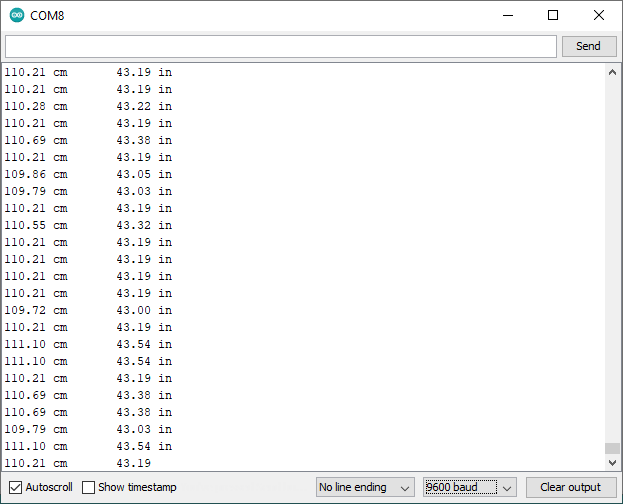 COM8
Send
110.21 cm 43.19 in
110.21 cm 43.19 in
110.28 cm 43.22 in
110.21 cm 43.19 in
110.69 cm 43.38 in
110.21 cm 43.19 in
109.86 cm 43.05 in
109.79 cm 43.03 in
110.21 cm 43.19 in
110.55 cm 43.32 in
110.21 cm 43.19 in
110.21 cm 43.19 in
110.21 cm 43.19 in
110.21 cm 43.19 in
109.72 cm 43.00 in
110.21 cm 43.19 in
111.10 cm 43.54 in
111.10 cm 43.54 in
110.21 cm 43.19 in
110.69 cm 43.38 in
110.69 cm 43.38 in
109.79 cm 43.03 in
111.10 cm 43.54 in
110.21 cm 43.19
Autoscroll Show timestamp No line ending 9600 baud Clear output